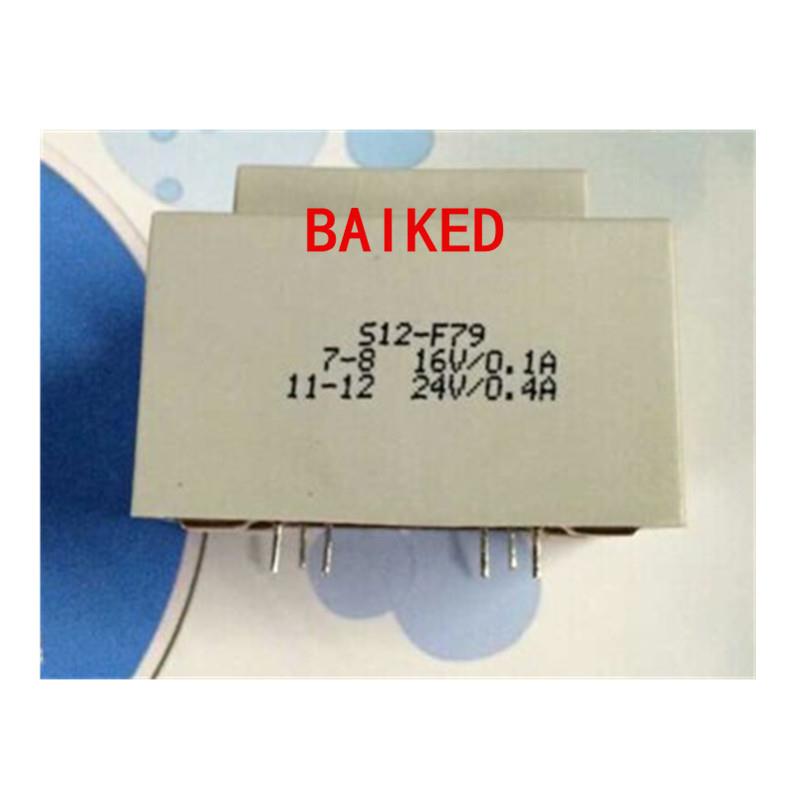 BAIKED
S12-F79
7-8 16V/0.1A
11-12 24V/0.4A